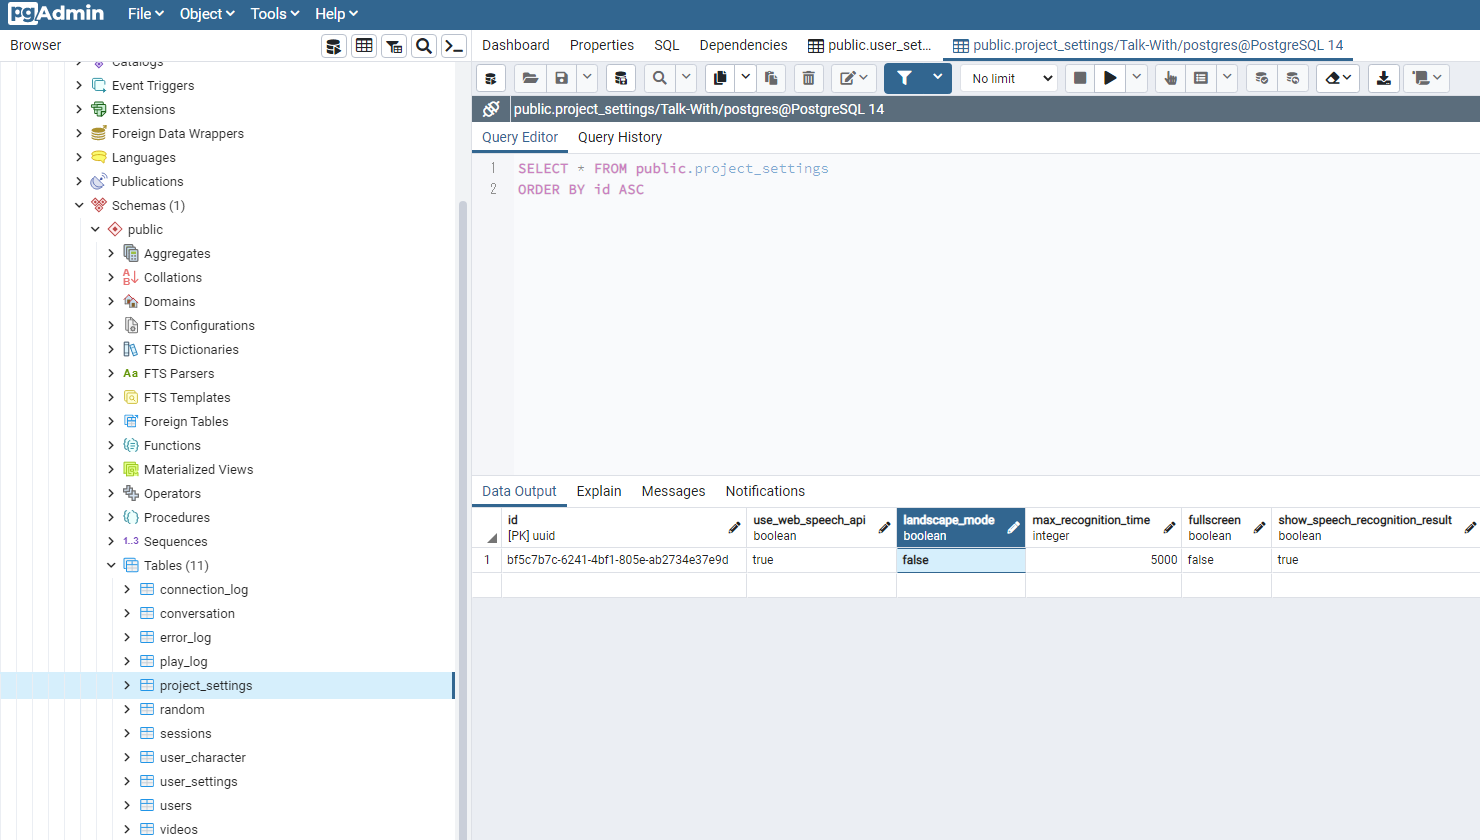 pgAdmin File Object Tools Help
Browser
Dashboard Properties SQL Dependencies public.user_set... public.project_settings/Talk-With/postgres@PostgreSQL 14
No limit
public.project_settings/Talk-With/postgres@PostgreSQL 14
Query Editor Query History
1 SELECT * FROM public.project_settings
2 ORDER BY id ASC
Catalogs
Event Triggers
Extensions
Foreign Data Wrappers
Languages
Publications
Schemas (1)
public
Aggregates
Collations
Domains
FTS Configurations
FTS Dictionaries
Aa FTS Parsers
FTS Templates
Foreign Tables
Functions
Materialized Views
Operators
Procedures
1..3 Sequences
Tables (11)
connection_log
conversation
error_log
play_log
project_settings
random
sessions
user_character
user_settings
users
videos
Data Output Explain Messages Notifications
id use_web_speech_api landscape_mode max_recognition_time fullscreen show_speech_recognition_result
[PK] uuid boolean boolean integer boolean boolean
1 bf5c7b7c-6241-4bf1-805e-ab2734e37e9d true false 5000 false true